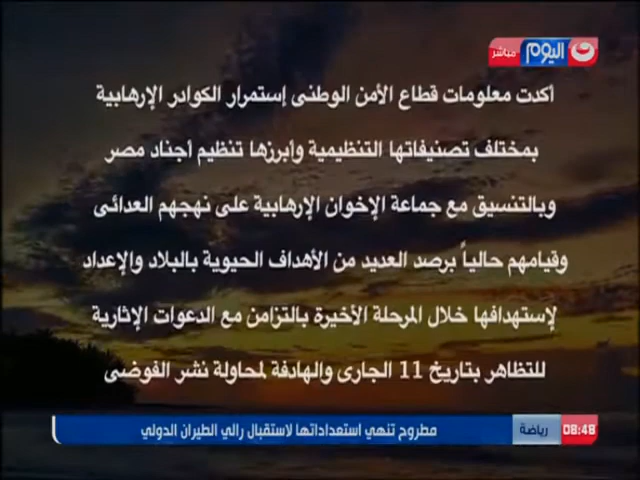 اليوم
مباشر
أكدت معلومات قطاع الأمن الوطنى إستمرار الكوادر الإرهابية
بمختلف تصنيفاتها التنظيمية وأبرزها تنظيم أجناد مصر
وبالتنسيق مع جماعة الإخوان الإرهابية على نهجهم العدائى
وقيامهم حالياً برصد العديد من الأهداف الحيوية بالبلاد والإعداد
لإستهدافها خلال المرحلة الأخيرة بالتزامن مع الدعوات الإثارية
للتظاهر بتاريخ 11 الجارى والهادفة لمحاولة نشر الفوضى
08:48 رياضة مطروح تنهي استعداداتها لاستقبال رالي الطيران الدولي